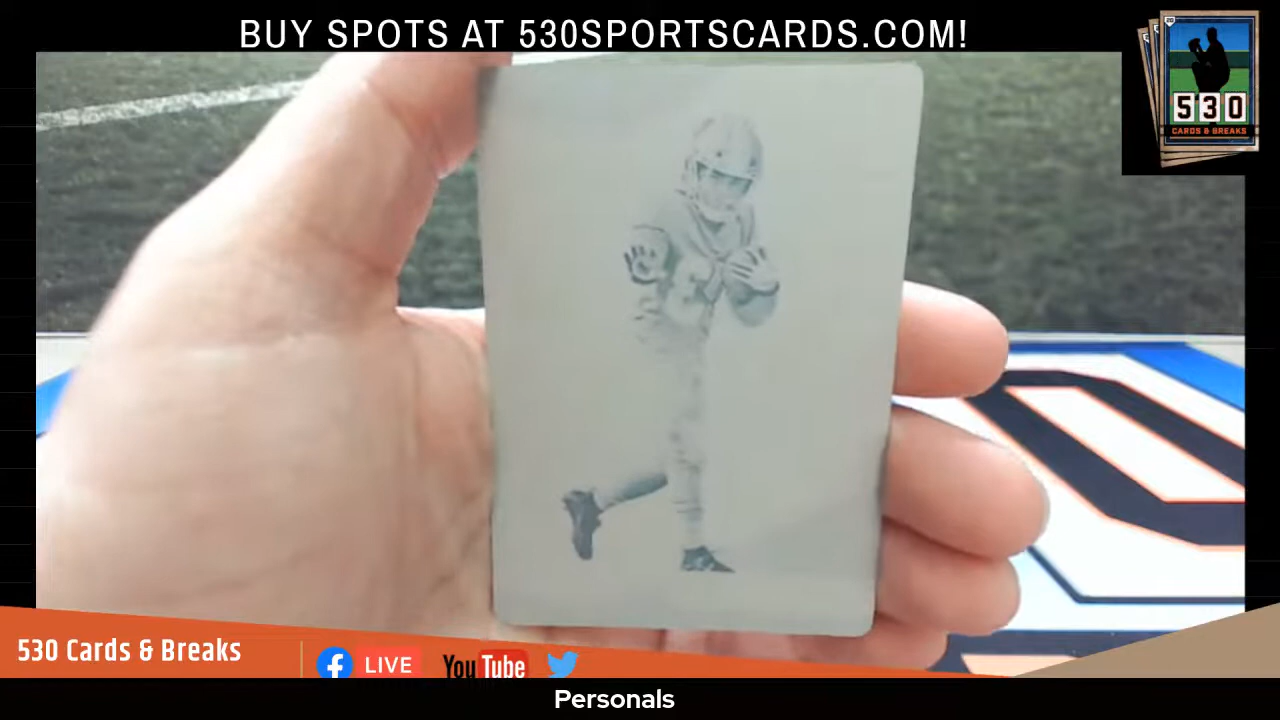 BUY SPOTS AT 530SPORTSCARDS.COM!
530
CARDS & BREAKS
530 Cards & Breaks
LIVE
YouTube
Personals